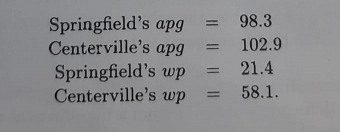 Springfield's apg = 98.3
Centerville's apg = 102.9
Springfield's wp = 21.4
Centerville's wp = 58.1.